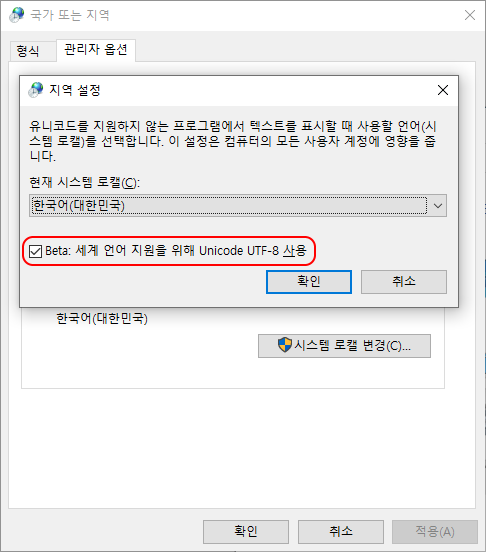 국가 또는 지역
형식
관리자 옵션
지역 설정
유니코드를 지원하지 않는 프로그램에서 텍스트를 표시할 때 사용할 언어(시
스템 로캘)를 선택합니다. 이 설정은 컴퓨터의 모든 사용자 계정에 영향을 줍
니다.
현재 시스템 로캘(C):
한국어(대한민국)
Beta: 세계 언어 지원을 위해 Unicode UTF-8 사용
확인
취소
한국어(대한민국)
시스템 로캘 변경(C)...
확인
취소
적용(A)